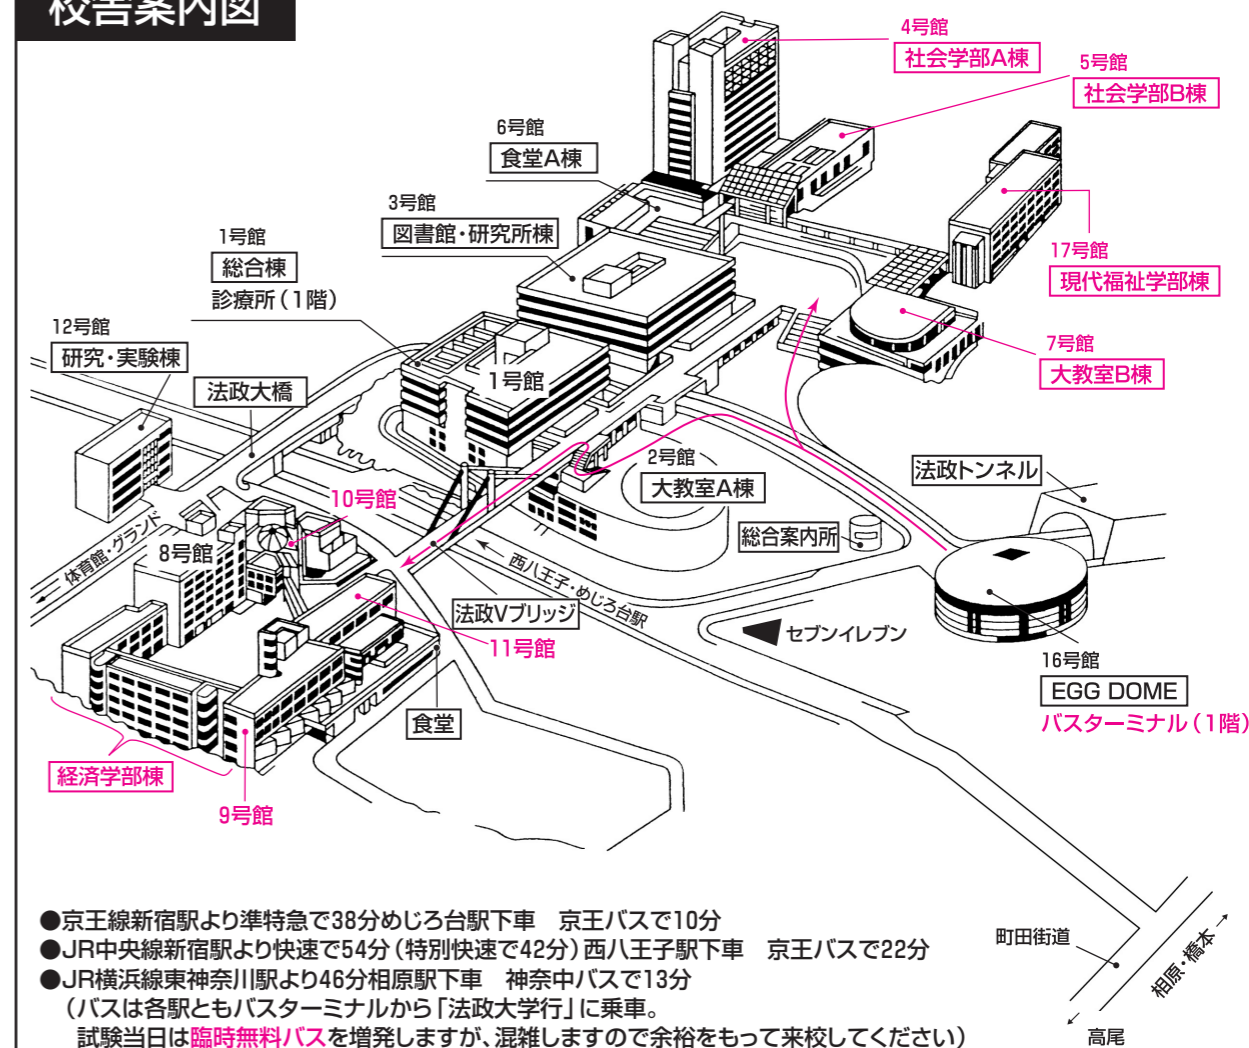 校舎案内図
4号館
社会学部A棟
5号館
社会学部B棟
6号館
食堂A棟
3号館
図書館・研究所棟
1号館
総合棟
診療所（1階）
17号館
現代福祉学部棟
12号館
研究・実験棟
7号館
大教室B棟
法政大橋
1号館
2号館
大教室A棟
法政トンネル
10号館
総合案内所
8号館
体育館・グランド
西八王子・めじろ台駅
法政Vブリッジ
セブンイレブン
11号館
16号館
EGG DOME
バスターミナル（1階）
食堂
経済学部棟
9号館
●京王線新宿駅より準特急で38分めじろ台駅下車　京王バスで10分
●JR中央線新宿駅より快速で54分（特別快速で42分）西八王子駅下車　京王バスで22分
●JR横浜線東神奈川駅より46分相原駅下車　神奈中バスで13分
（バスは各駅ともバスターミナルから「法政大学行」に乗車。
試験当日は臨時無料バスを増発しますが、混雑しますので余裕をもって来校してください）
町田街道
相原・橋本
高尾